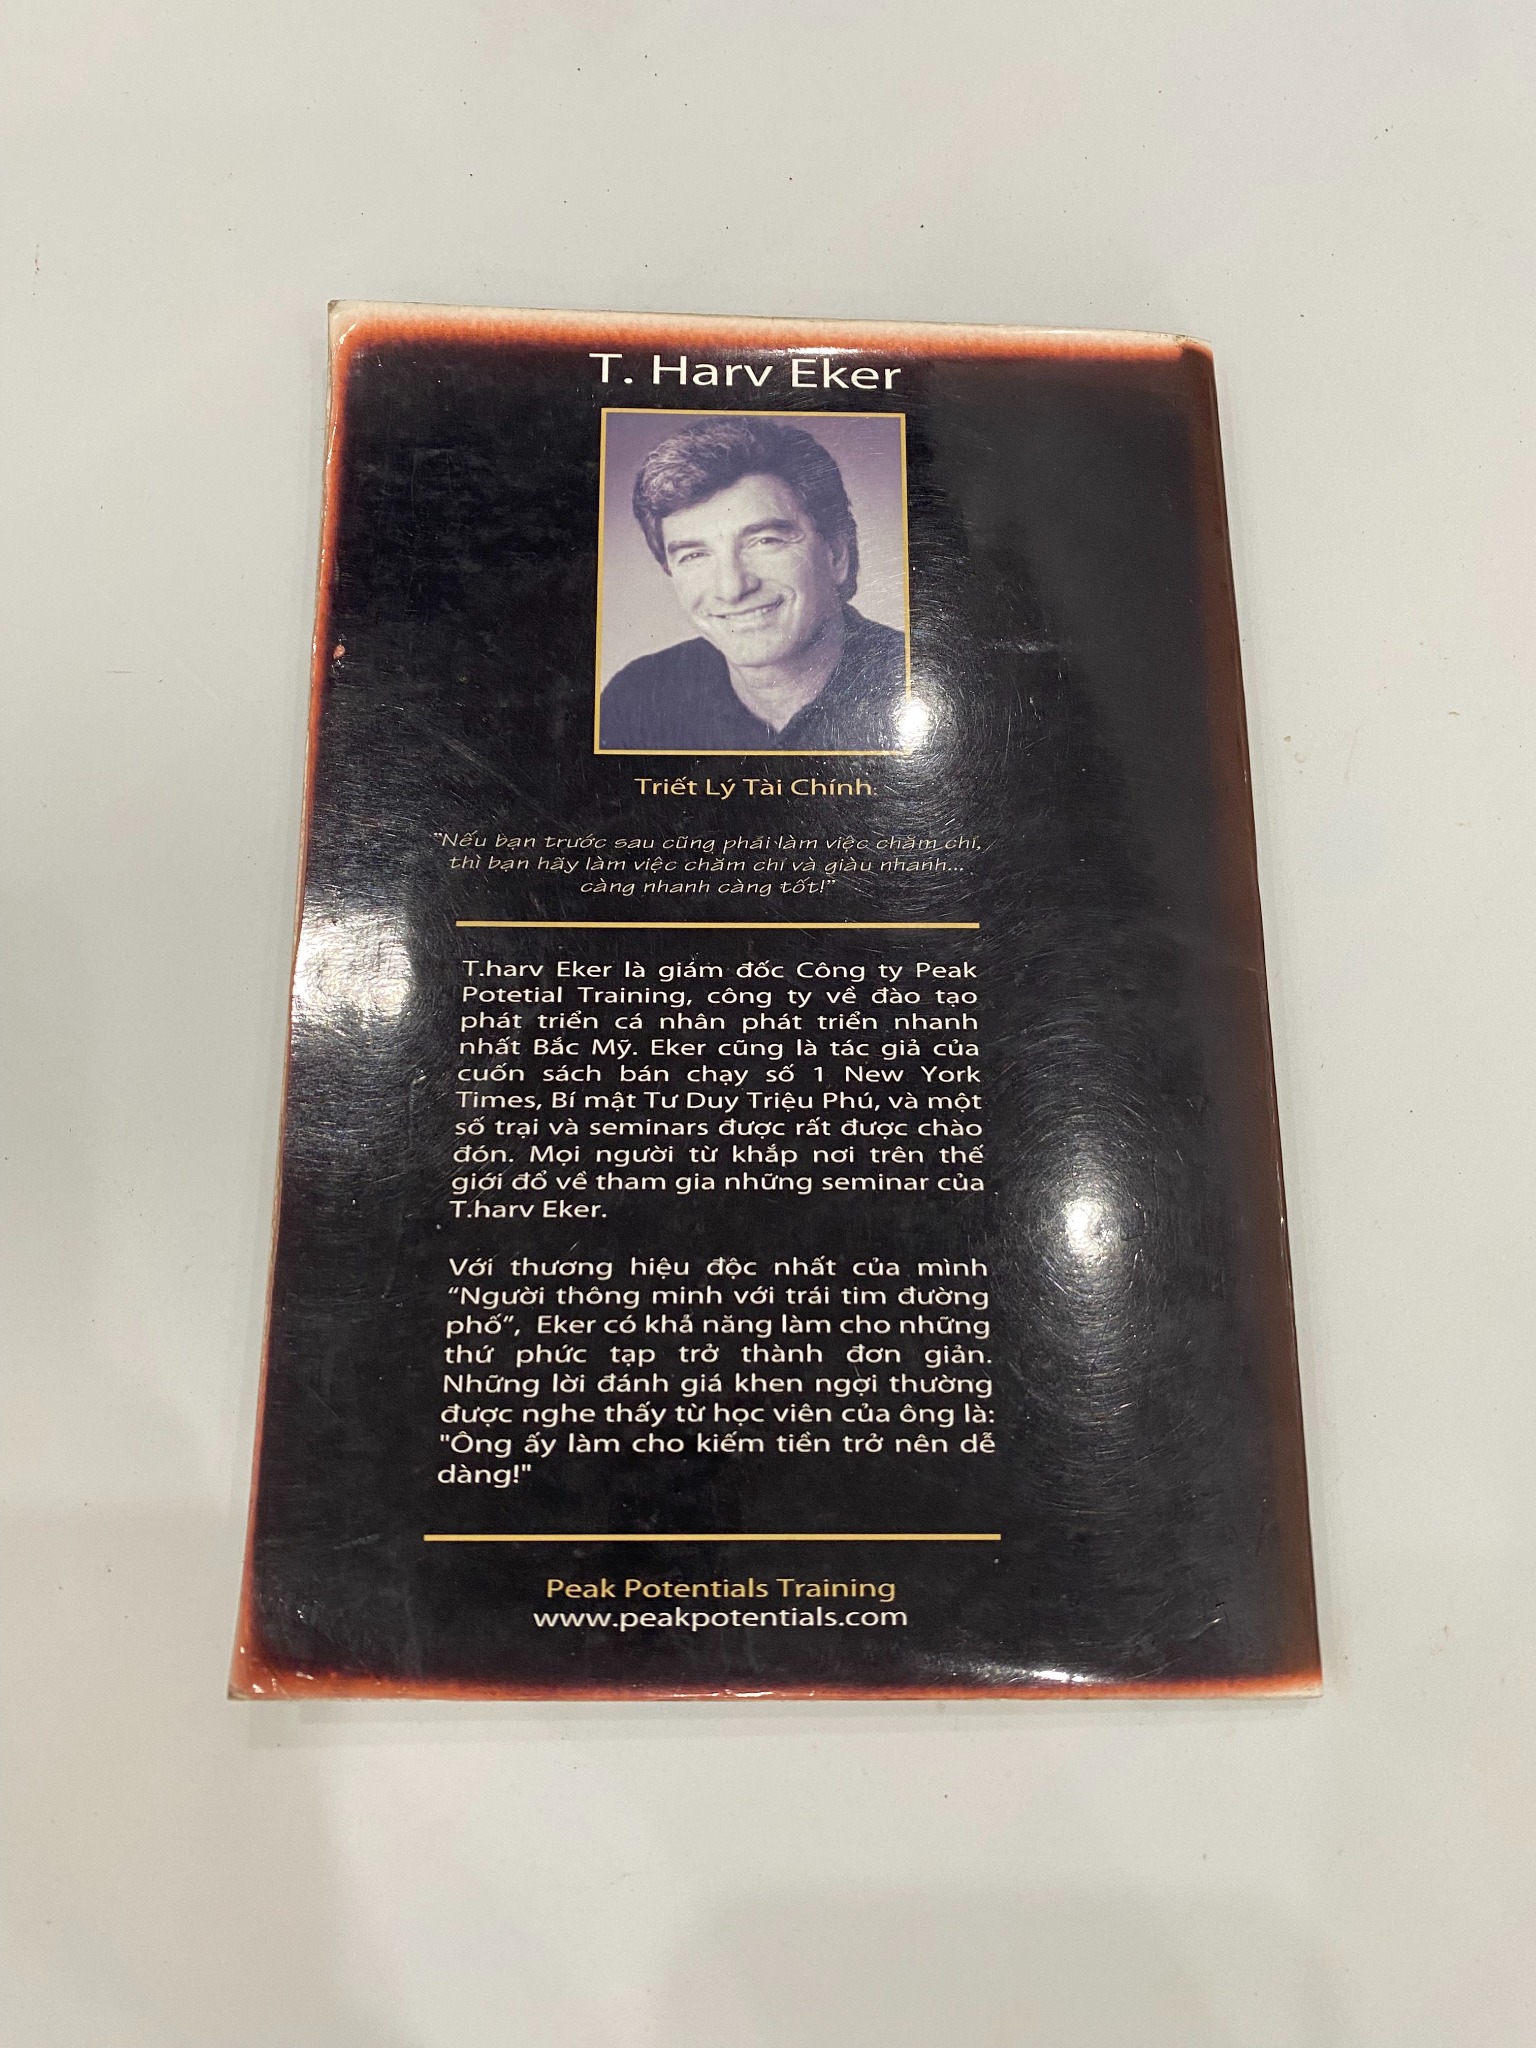 T. Harv Eker
Triết Lý Tài Chính
"Nếu bạn trước sau cũng phải làm việc chăm chỉ,
thì bạn hãy làm việc chăm chỉ và giàu nhanh...
càng nhanh càng tốt!"
T.harv Eker là giám đốc Công ty Peak
Potetial Training, công ty về đào tạo
phát triển cá nhân phát triển nhanh
nhất Bắc Mỹ. Eker cũng là tác giả của
cuốn sách bán chạy số 1 New York
Times, Bí mật Tư Duy Triệu Phú, và một
số trại và seminars được rất được chào
đón. Mọi người từ khắp nơi trên thế
giới đổ về tham gia những seminar của
T.harv Eker.
Với thương hiệu độc nhất của mình
“Người thông minh với trái tim đường
phố”, Eker có khả năng làm cho những
thứ phức tạp trở thành đơn giản.
Những lời đánh giá khen ngợi thường
được nghe thấy từ học viên của ông là:
"Ông ấy làm cho kiếm tiền trở nên dễ
dàng!"
Peak Potentials Training
www.peakpotentials.com